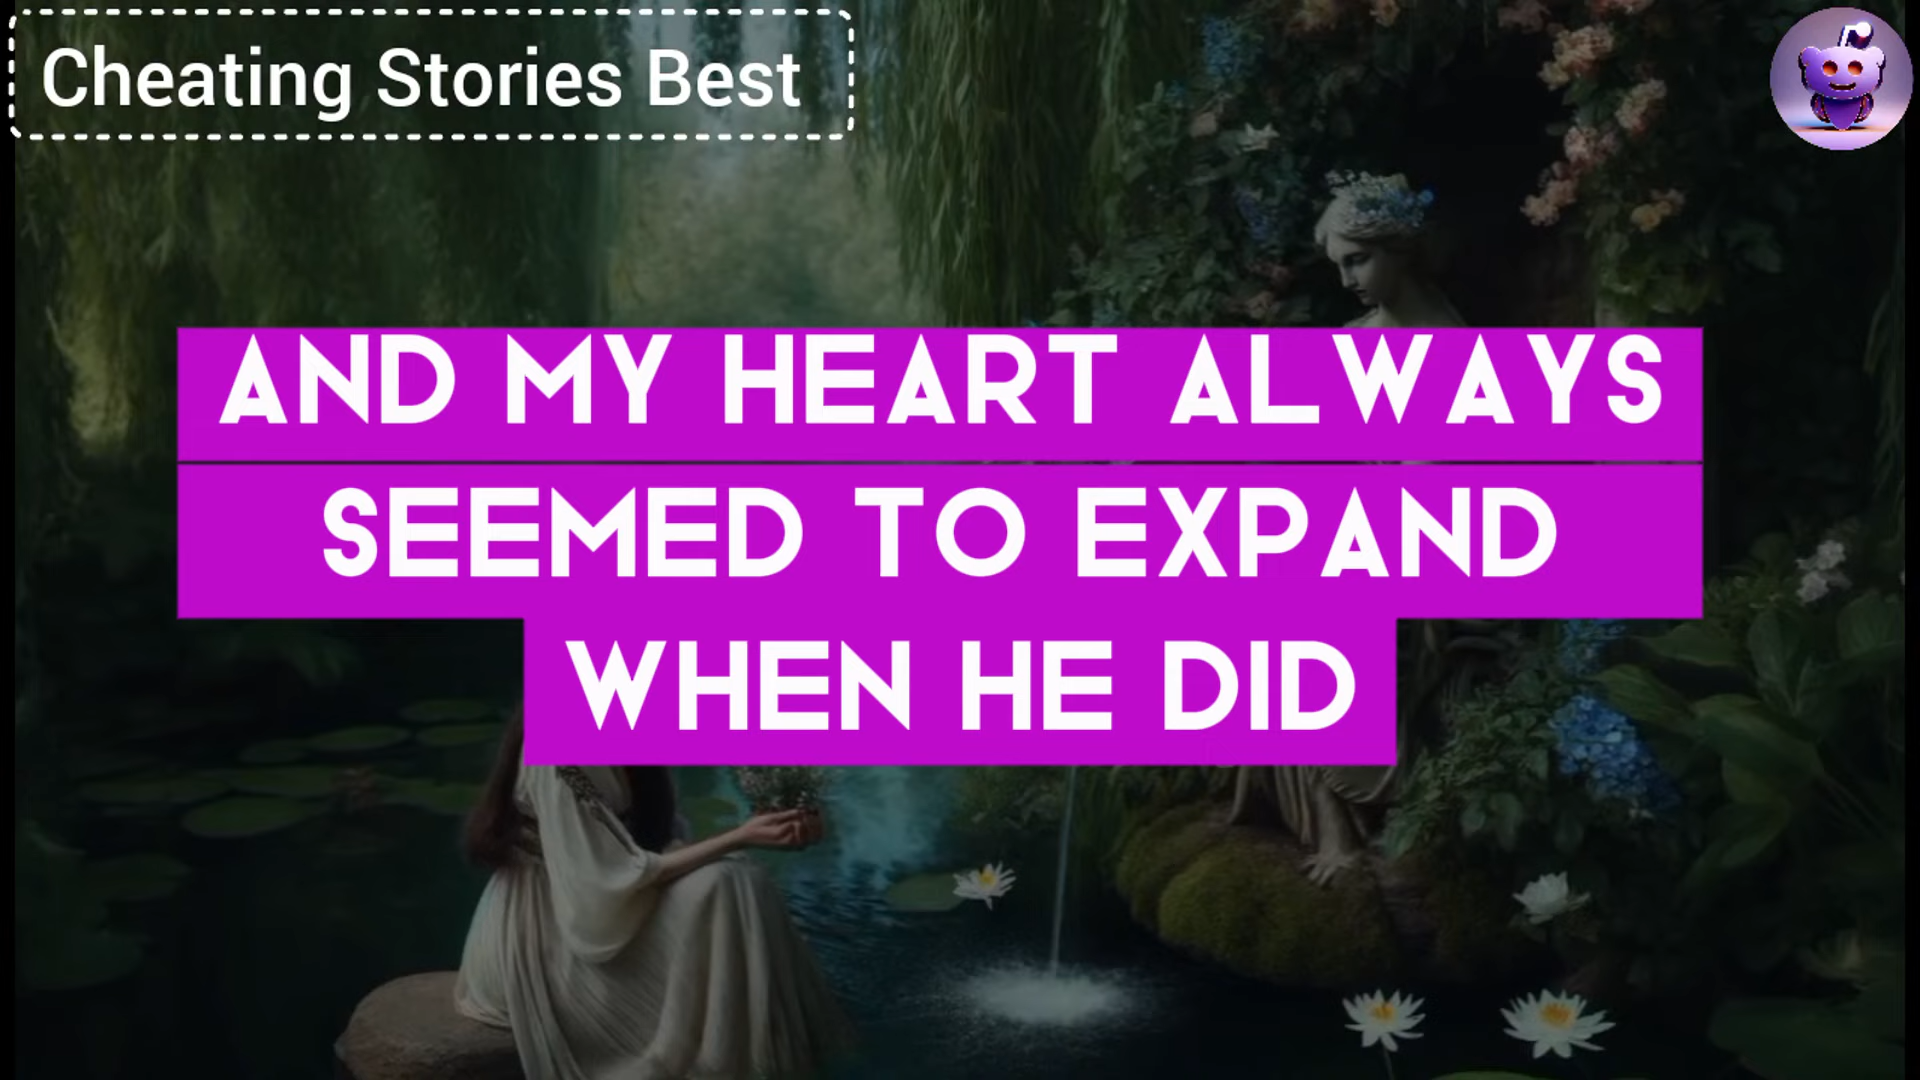 Cheating Stories Best
AND MY HEART ALWAYS
SEEMED TO EXPAND
WHEN HE DID